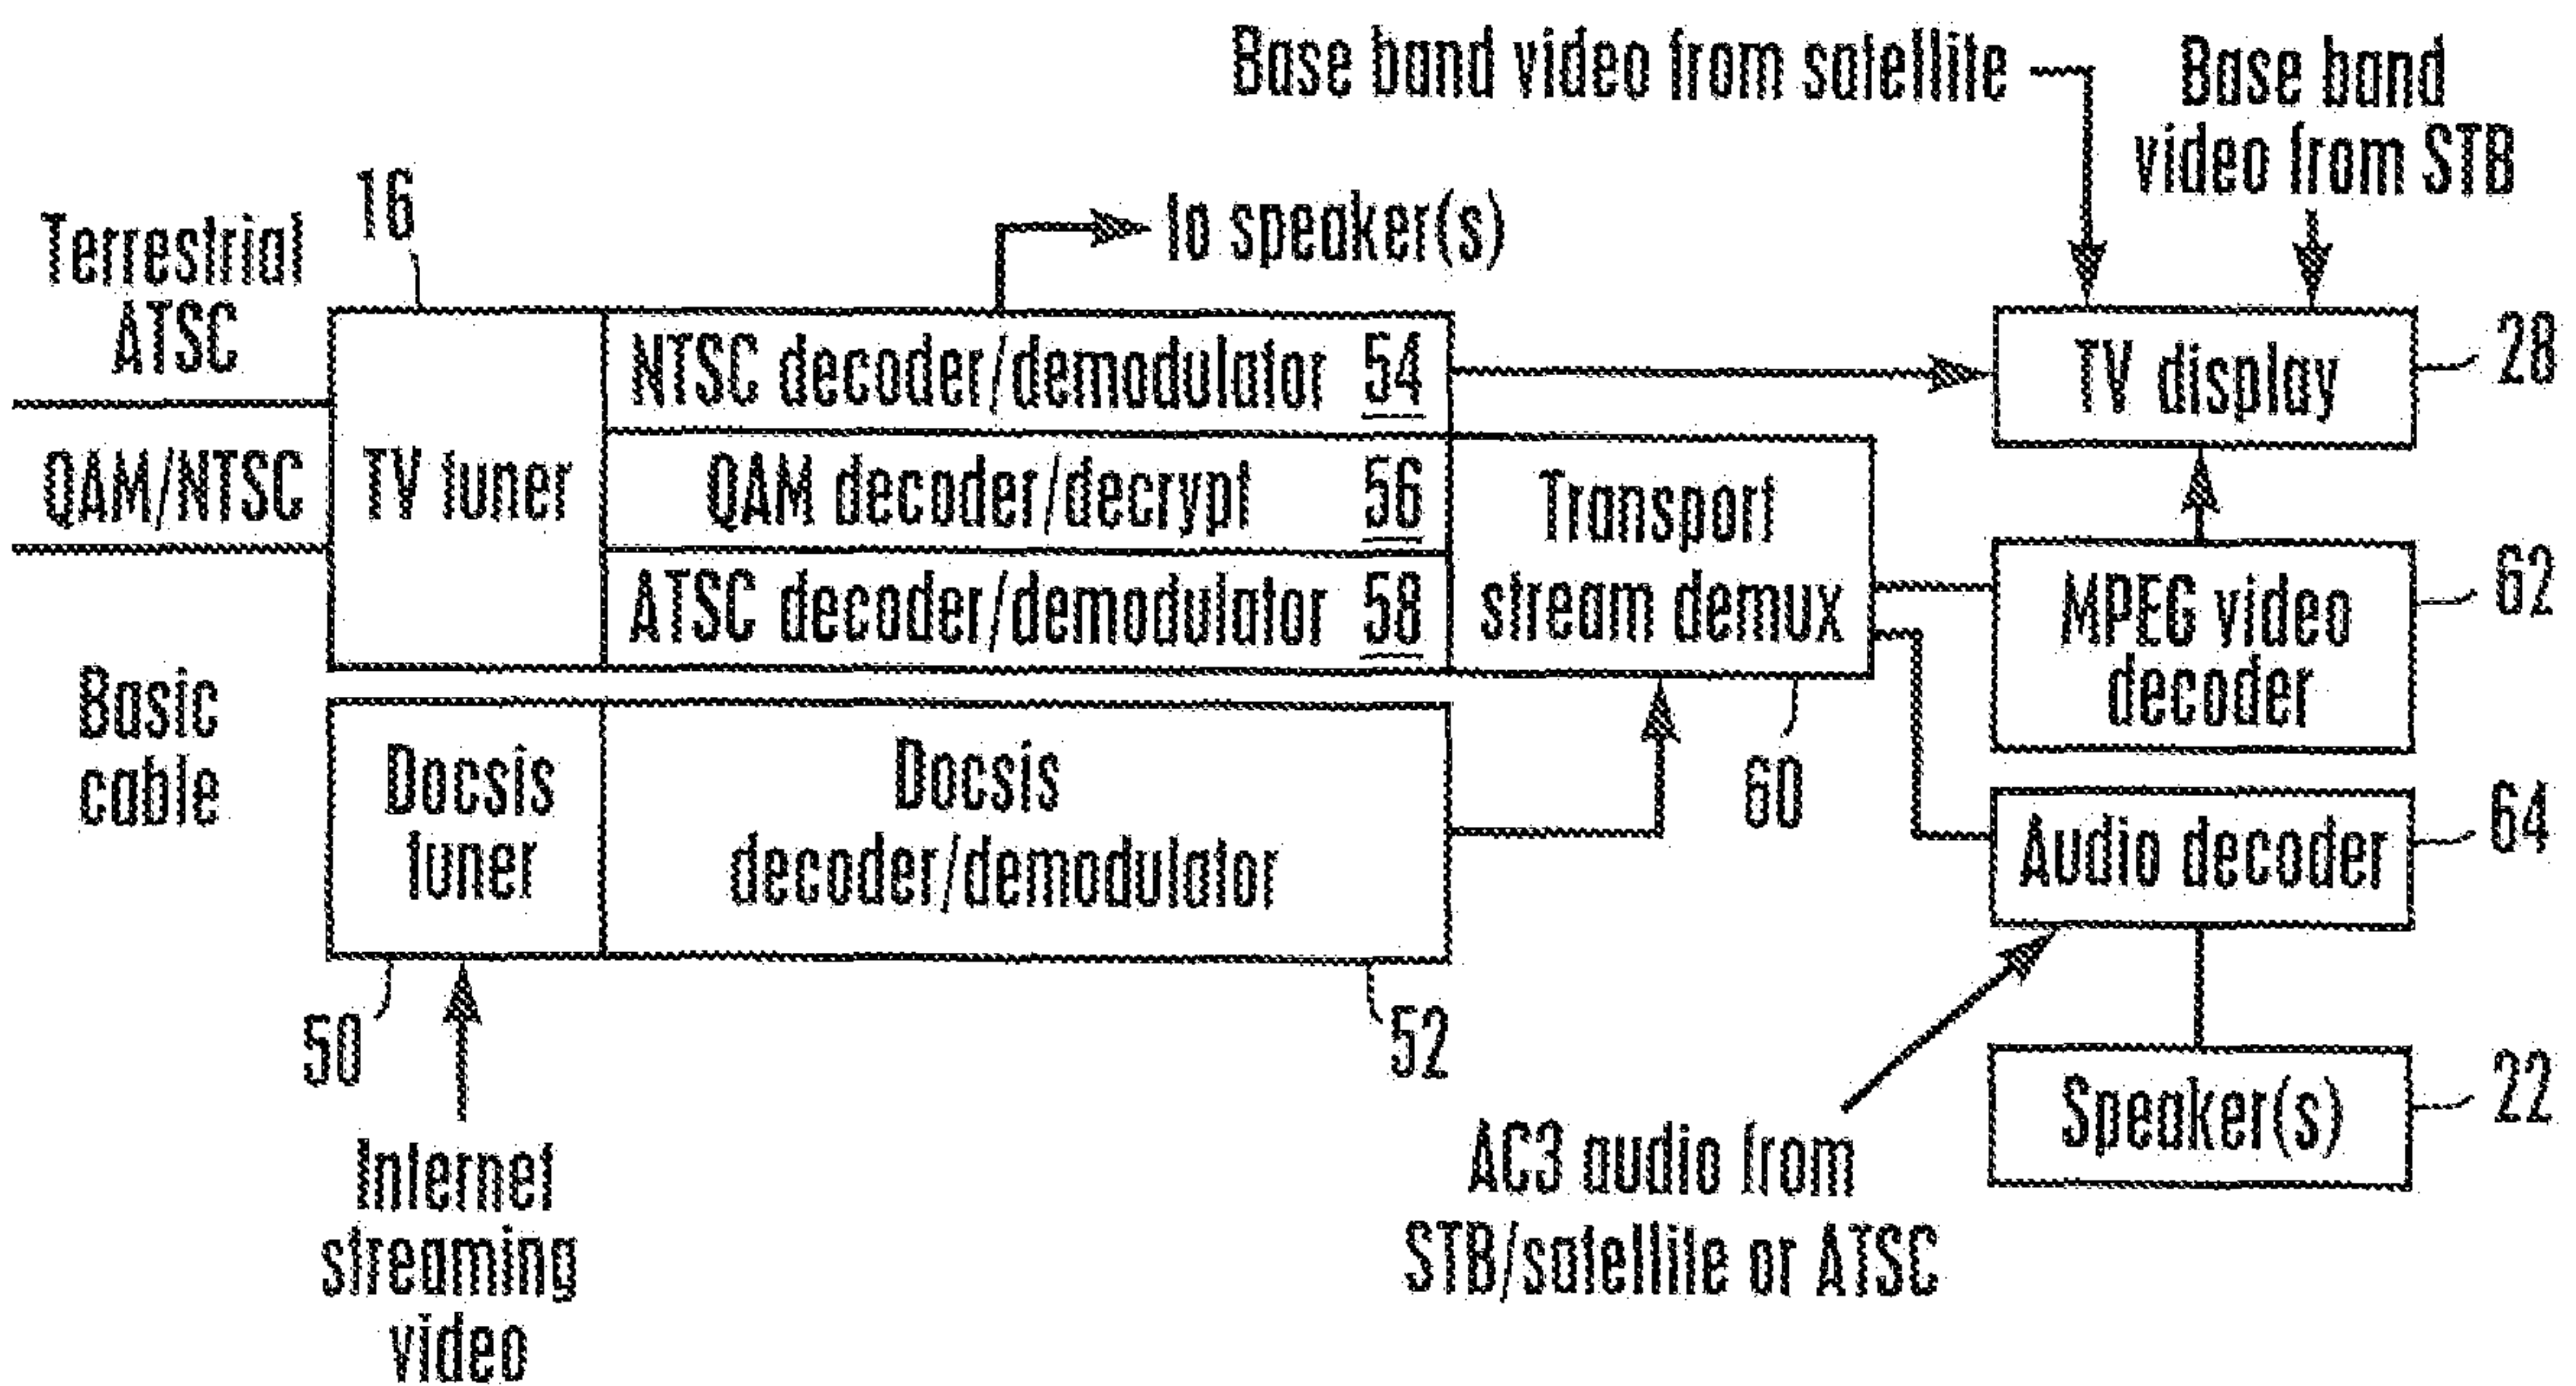 Base band video from satellite
Base band
video from STB
16
to speaker(s)
Terrestrial
ATSC
NTSC decoder/demodulator 54
TV display
28
QAM/NTSC
TV tuner
QAM decoder/decrypt 56
Transport
stream demux
ATSC decoder/demodulator 58
MPEG video
decoder
62
Basic
cable
Docsis
tuner
Docsis
decoder/demodulator
60
Audio decoder
64
50
52
Speaker(s)
22
Internet
streaming
video
AC3 audio from
STB/satellite or ATSC